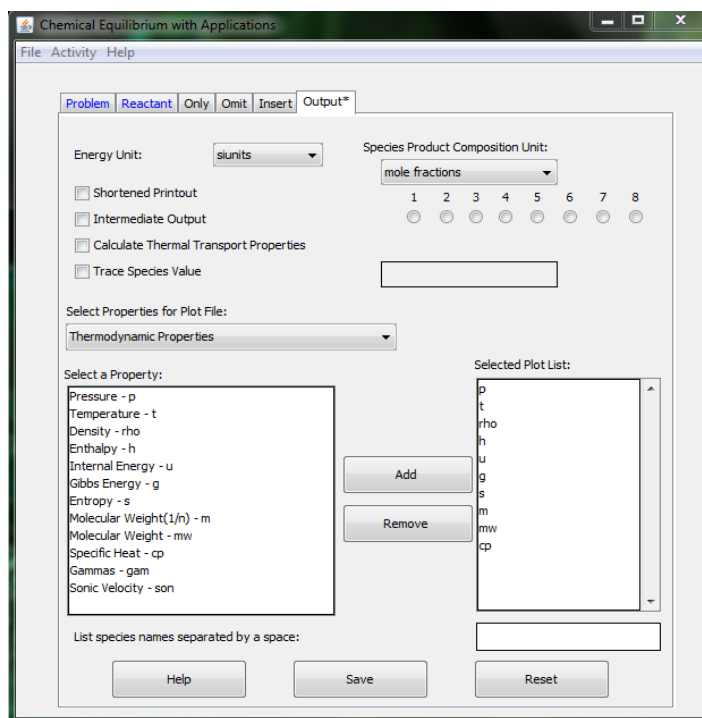 Chemical Equilibrium with Applications
File Activity Help
Problem Reactant Only Omit Insert Output*
Energy Unit: siunits
Species Product Composition Unit:
mole fractions
1 2 3 4 5 6 7 8
Shortened Printout
Intermediate Output
Calculate Thermal Transport Properties
Trace Species Value
Select Properties for Plot File:
Thermodynamic Properties
Select a Property:
Pressure - p
Temperature - t
Density - rho
Enthalpy - h
Internal Energy - u
Gibbs Energy - g
Entropy - s
Molecular Weight(1/n) - m
Molecular Weight - mw
Specific Heat - cp
Gammas - gam
Sonic Velocity - son
Add
Remove
Selected Plot List:
p
t
rho
h
u
g
s
m
mw
cp
List species names separated by a space:
Help Save Reset